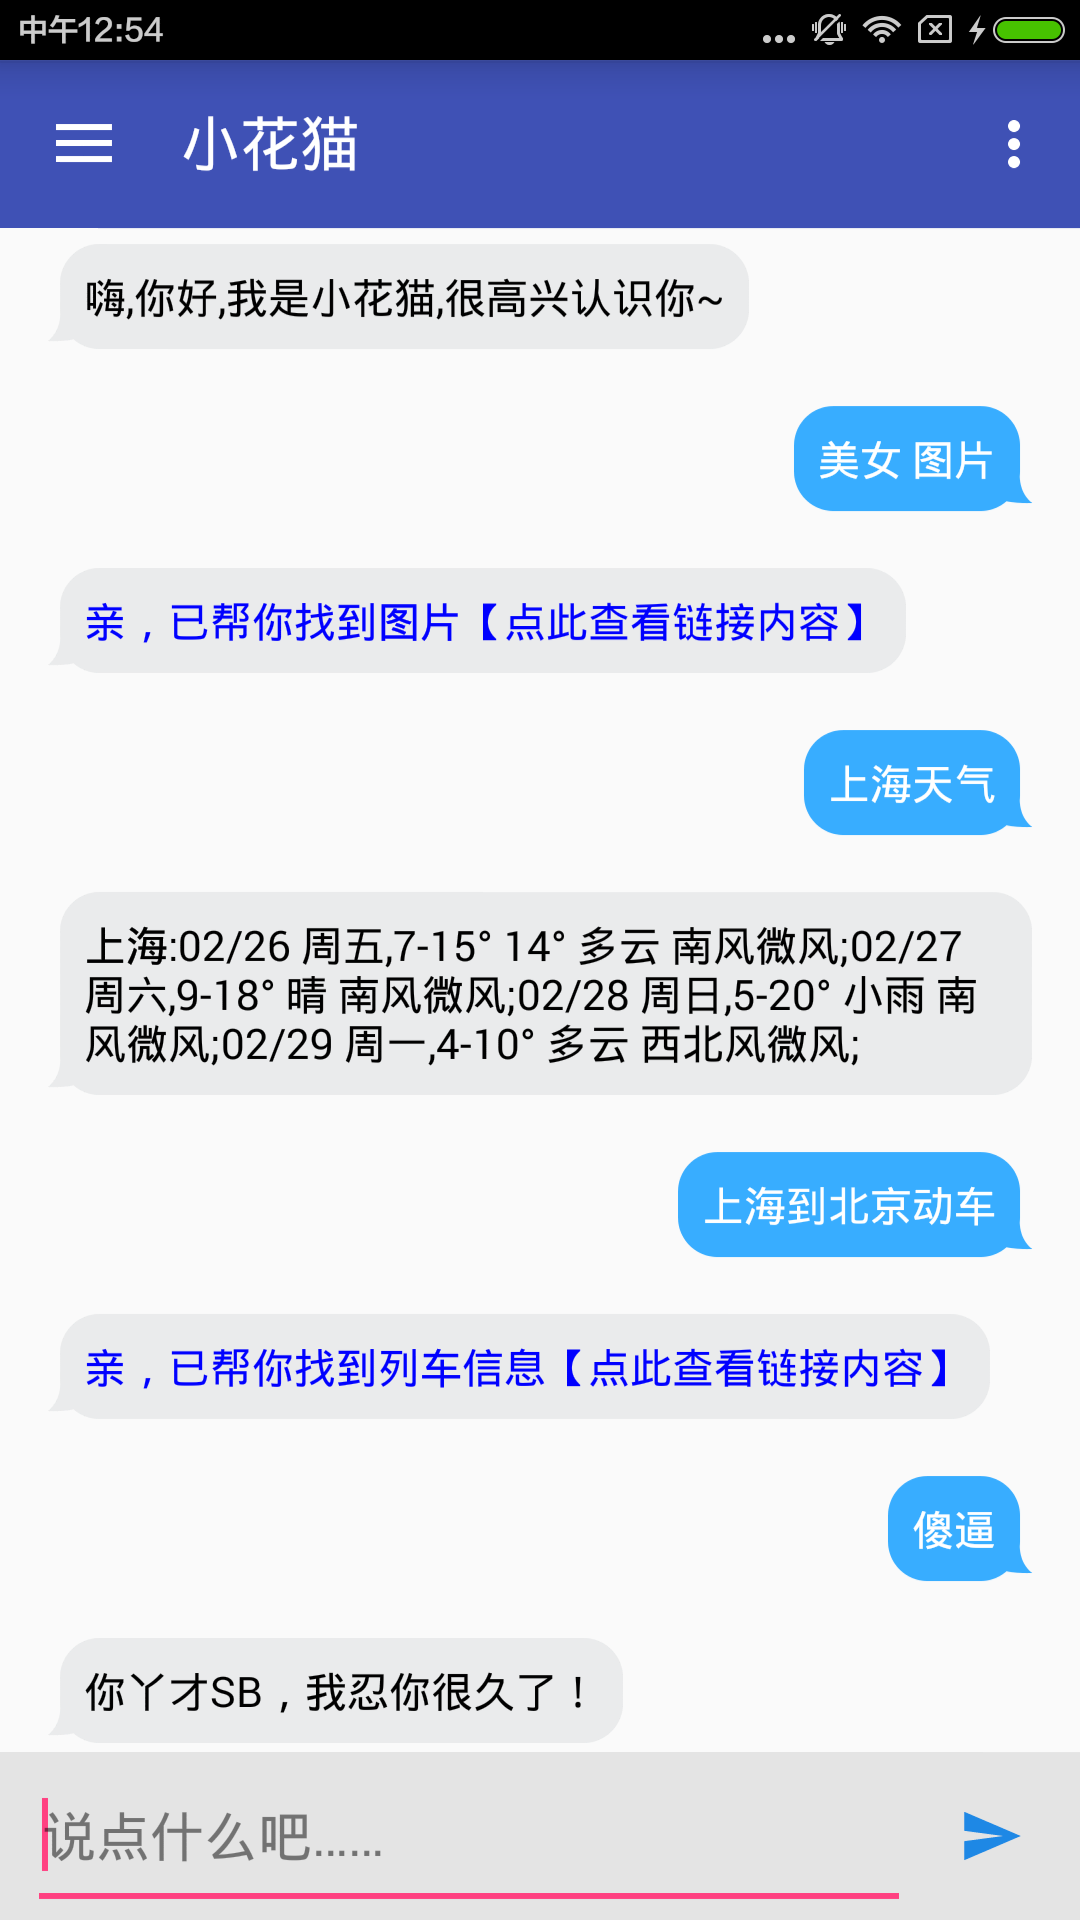 中午12:54
小花猫
嗨,你好,我是小花猫,很高兴认识你~
美女 图片
亲，已帮你找到图片【点此查看链接内容】
上海天气
上海:02/26 周五,7-15° 14° 多云 南风微风;02/27
周六,9-18° 晴 南风微风;02/28 周日,5-20° 小雨 南
风微风;02/29 周一,4-10° 多云 西北风微风;
上海到北京动车
亲，已帮你找到列车信息【点此查看链接内容】
傻逼
你丫才SB，我忍你很久了！
说点什么吧......